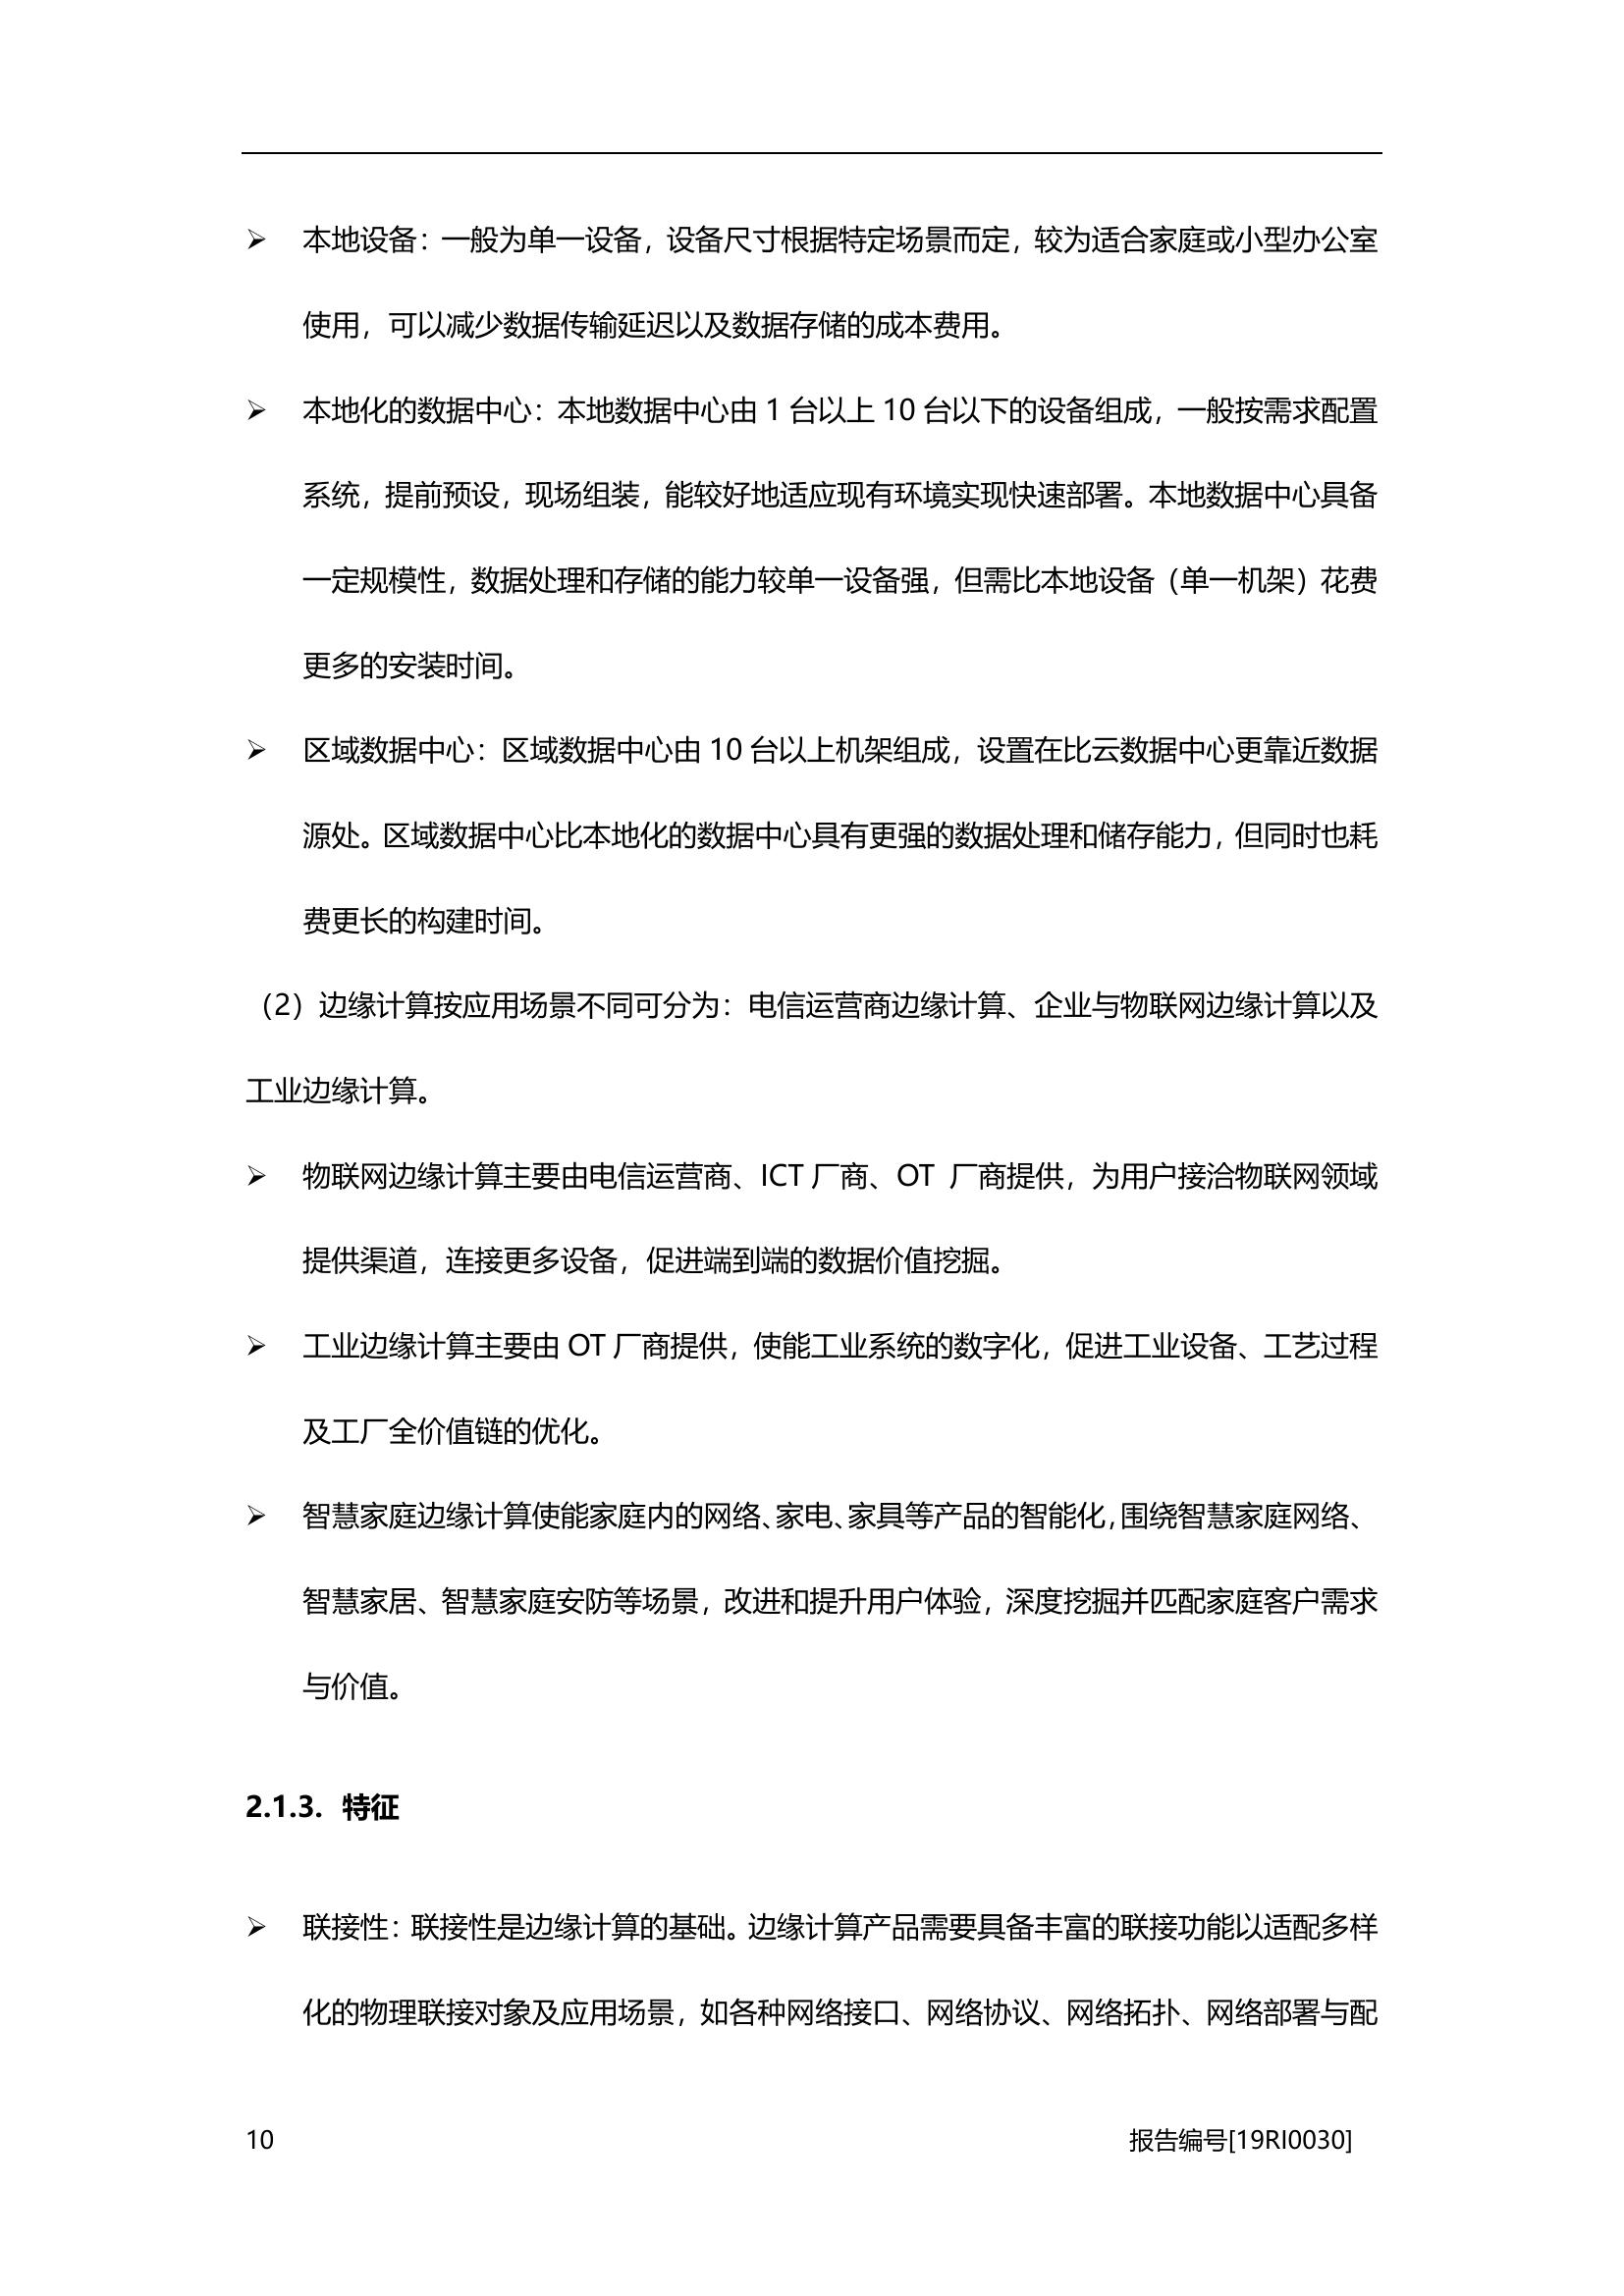 ➢ 本地设备：一般为单一设备，设备尺寸根据特定场景而定，较为适合家庭或小型办公室
使用，可以减少数据传输延迟以及数据存储的成本费用。
➢ 本地化的数据中心：本地数据中心由 1 台以上 10 台以下的设备组成，一般按需求配置
系统，提前预设，现场组装，能较好地适应现有环境实现快速部署。本地数据中心具备
一定规模性，数据处理和存储的能力较单一设备强，但需比本地设备（单一机架）花费
更多的安装时间。
➢ 区域数据中心：区域数据中心由 10 台以上机架组成，设置在比云数据中心更靠近数据
源处。区域数据中心比本地化的数据中心具有更强的数据处理和储存能力，但同时也耗
费更长的构建时间。
（2）边缘计算按应用场景不同可分为：电信运营商边缘计算、企业与物联网边缘计算以及
工业边缘计算。
➢ 物联网边缘计算主要由电信运营商、ICT 厂商、OT 厂商提供，为用户接洽物联网领域
提供渠道，连接更多设备，促进端到端的数据价值挖掘。
➢ 工业边缘计算主要由 OT 厂商提供，使能工业系统的数字化，促进工业设备、工艺过程
及工厂全价值链的优化。
➢ 智慧家庭边缘计算使能家庭内的网络、家电、家具等产品的智能化，围绕智慧家庭网络、
智慧家居、智慧家庭安防等场景，改进和提升用户体验，深度挖掘并匹配家庭客户需求
与价值。
2.1.3. 特征
➢ 联接性：联接性是边缘计算的基础。边缘计算产品需要具备丰富的联接功能以适配多样
化的物理联接对象及应用场景，如各种网络接口、网络协议、网络拓扑、网络部署与配
10 报告编号[19RI0030]